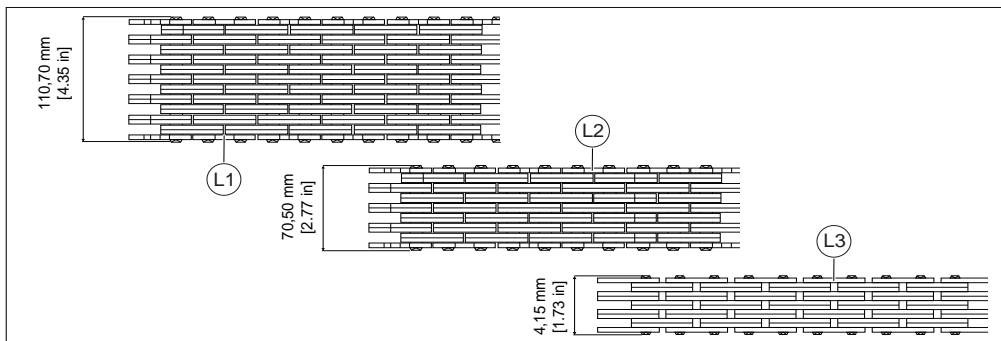 110,70 mm
[4.35 in]
L1
L2
70,50 mm
[2.77 in]
L3
4,15 mm
[1.73 in]